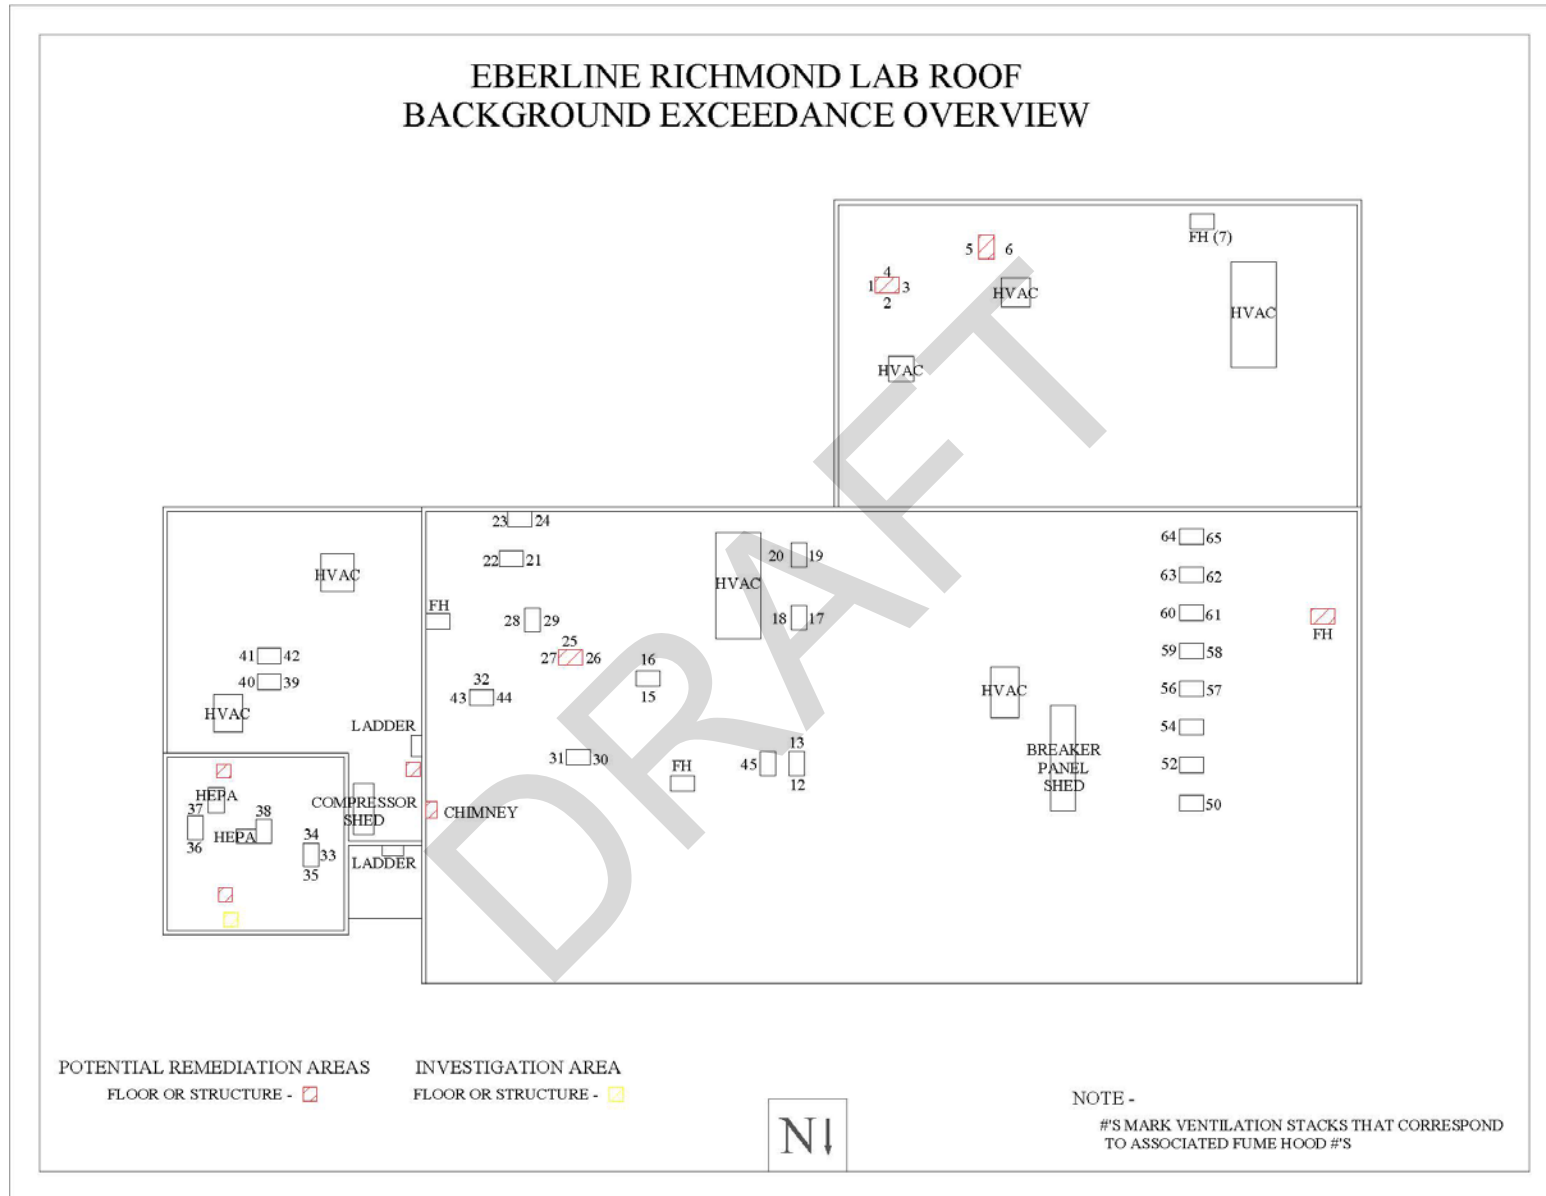 EBERLINE RICHMOND LAB ROOF
BACKGROUND EXCEEDANCE OVERVIEW
FH (7)
5 6
4
1 3
2
HVAC
HVAC
HVAC
23 24
22 21
20 19
64 65
HVAC
HVAC
63 62
FH
28 29
18 17
60 61
FH
25
27 26
41 42
16
59 58
40 39
32
43 44
15
HVAC
56 57
HVAC
LADDER
54
31 30
13
45
12
BREAKER
PANEL
SHED
52
FH
HEPA
37
COMPRESSOR
SHED
CHIMNEY
50
38
HEPA
36
34
33
35
LADDER
DRAFT
POTENTIAL REMEDIATION AREAS
FLOOR OR STRUCTURE -
INVESTIGATION AREA
FLOOR OR STRUCTURE -
N
NOTE -
#'S MARK VENTILATION STACKS THAT CORRESPOND
TO ASSOCIATED FUME HOOD #'S